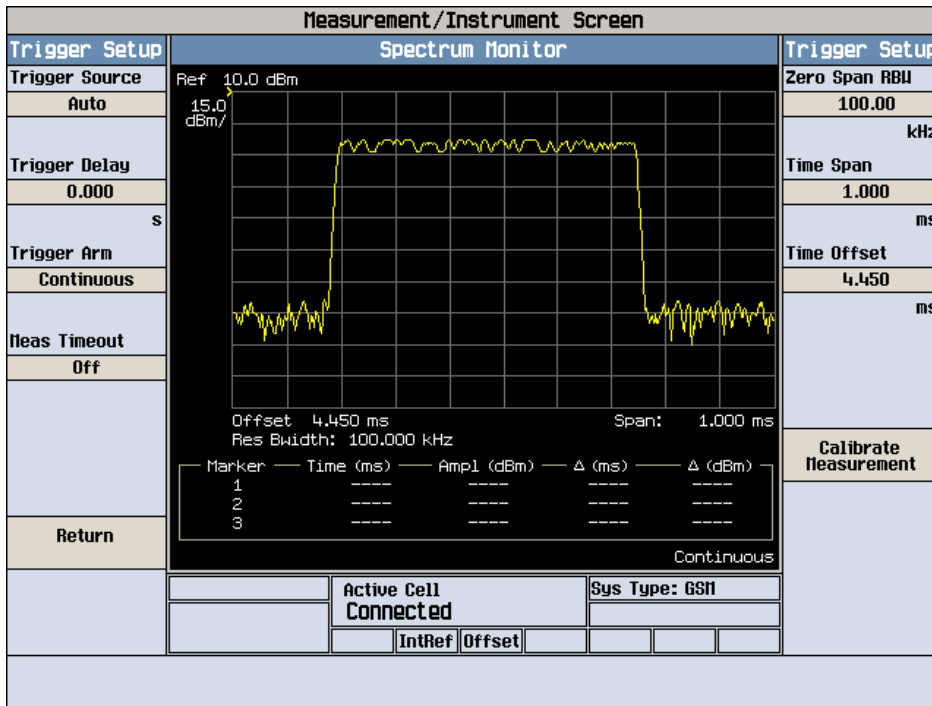 Measurement/Instrument Screen
Trigger Setup
Spectrum Monitor
Trigger Setup
Trigger Source
Auto
Trigger Delay
0.000
s
Trigger Arm
Continuous
Meas Timeout
Off
Return
Ref 10.0 dBm
15.0
dBm/
Offset 4.450 ms Span: 1.000 ms
Res Bwidth: 100.000 kHz
Marker Time (ms) Ampl (dBm) Δ (ms) Δ (dBm)
1 ---- ---- ---- ----
2 ---- ---- ---- ----
3 ---- ---- ---- ----
Continuous
Zero Span RBW
100.00
kHz
Time Span
1.000
ms
Time Offset
4.450
ms
Calibrate
Measurement
Active Cell
Connected
Sys Type: GSM
IntRef Offset